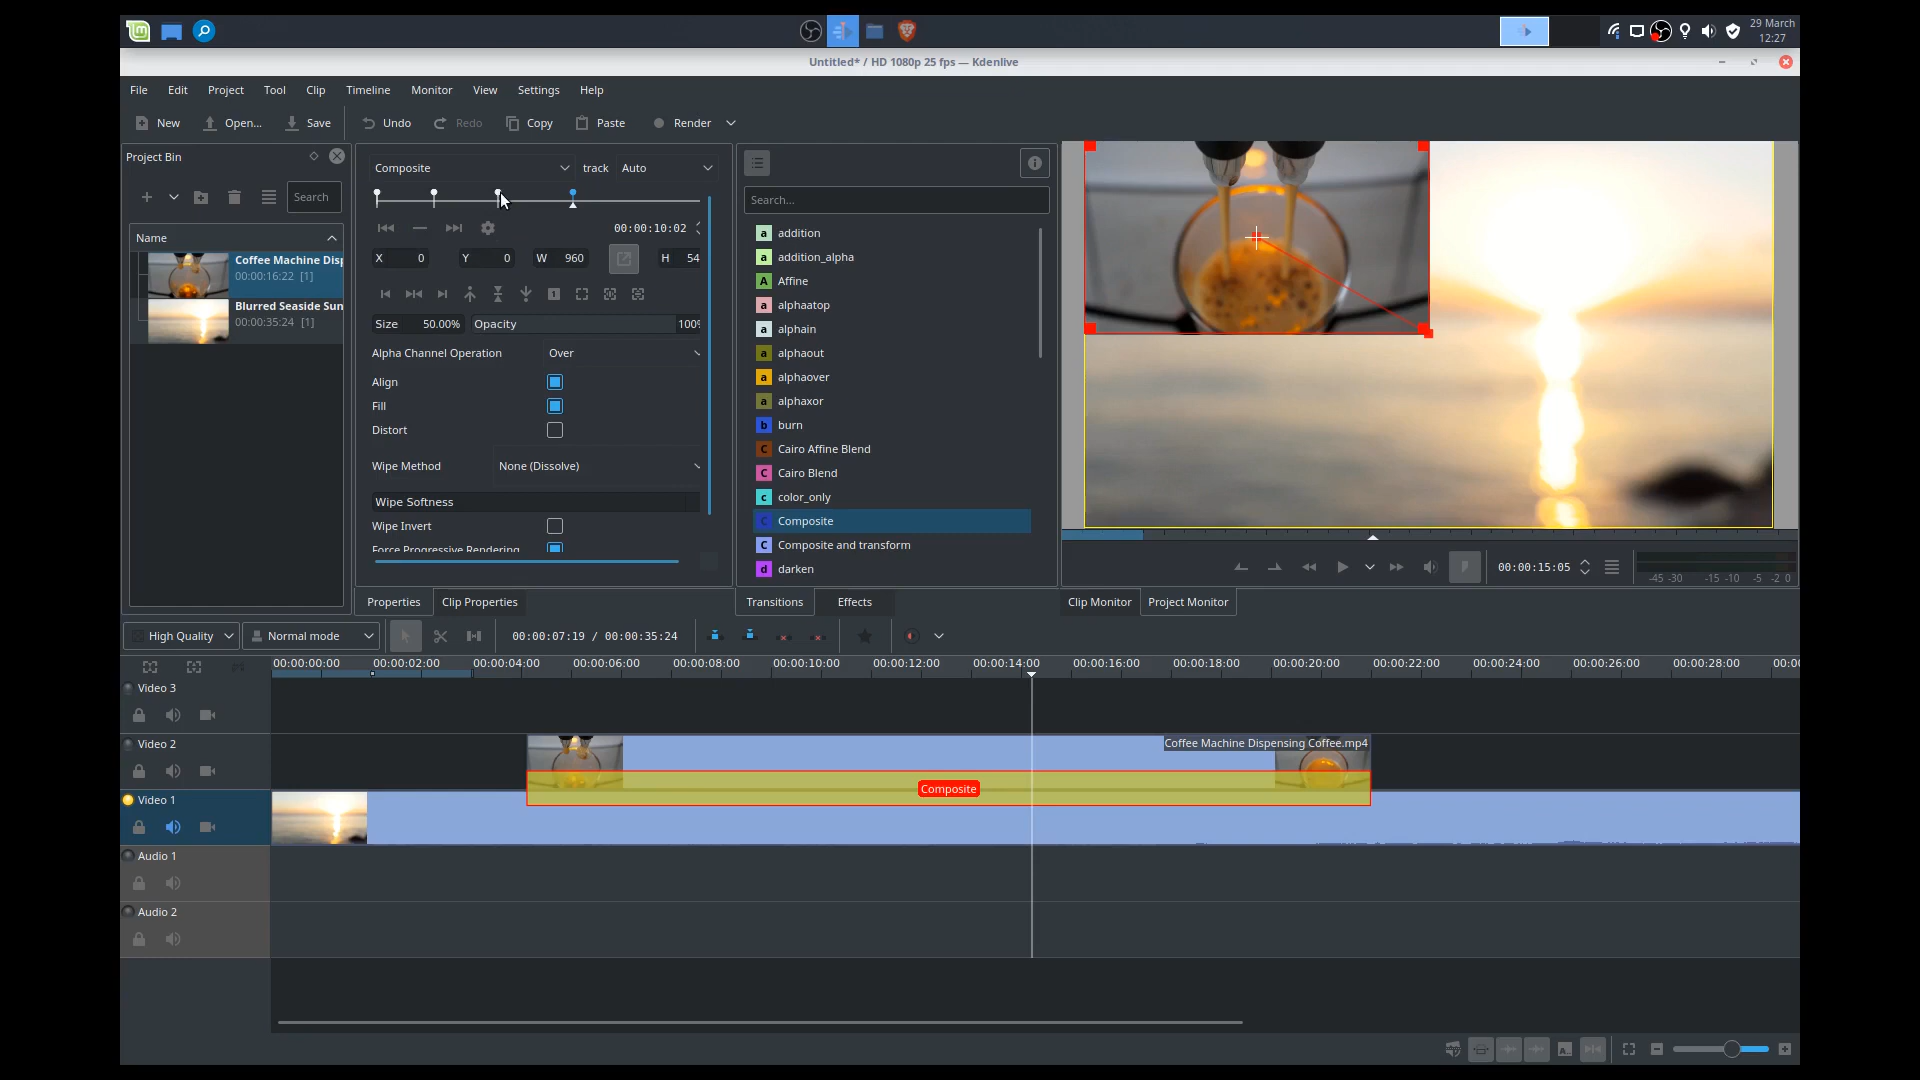 29 March
12:27
Untitled* / HD 1080p 25 fps — Kdenlive
File Edit Project Tool Clip Timeline Monitor View Settings Help
New Open... Save Undo Redo Copy Paste Render
Project Bin
Search
Name
Coffee Machine Disp
00:00:16:22 [1]
Blurred Seaside Sun
00:00:35:24 [1]
Composite track Auto
00:00:10:02
X 0 Y 0 W 960 H 54
Size 50.00% Opacity 100%
Alpha Channel Operation Over
Align
Fill
Distort
Wipe Method None (Dissolve)
Wipe Softness
Wipe Invert
Force Progressive Rendering
Properties Clip Properties
Search...
a addition
a addition_alpha
A Affine
a alphaatop
a alphain
a alphaout
a alphaover
a alphaxor
b burn
C Cairo Affine Blend
C Cairo Blend
c color_only
C Composite
C Composite and transform
d darken
Transitions Effects
00:00:15:05
-45 -30 -15 -10 -5 -2 0
Clip Monitor Project Monitor
High Quality Normal mode 00:00:07:19 / 00:00:35:24
00:00:00:00 00:00:02:00 00:00:04:00 00:00:06:00 00:00:08:00 00:00:10:00 00:00:12:00 00:00:14:00 00:00:16:00 00:00:18:00 00:00:20:00 00:00:22:00 00:00:24:00 00:00:26:00 00:00:28:00 00:0
Video 3
Video 2
Coffee Machine Dispensing Coffee.mp4
Composite
Video 1
Audio 1
Audio 2